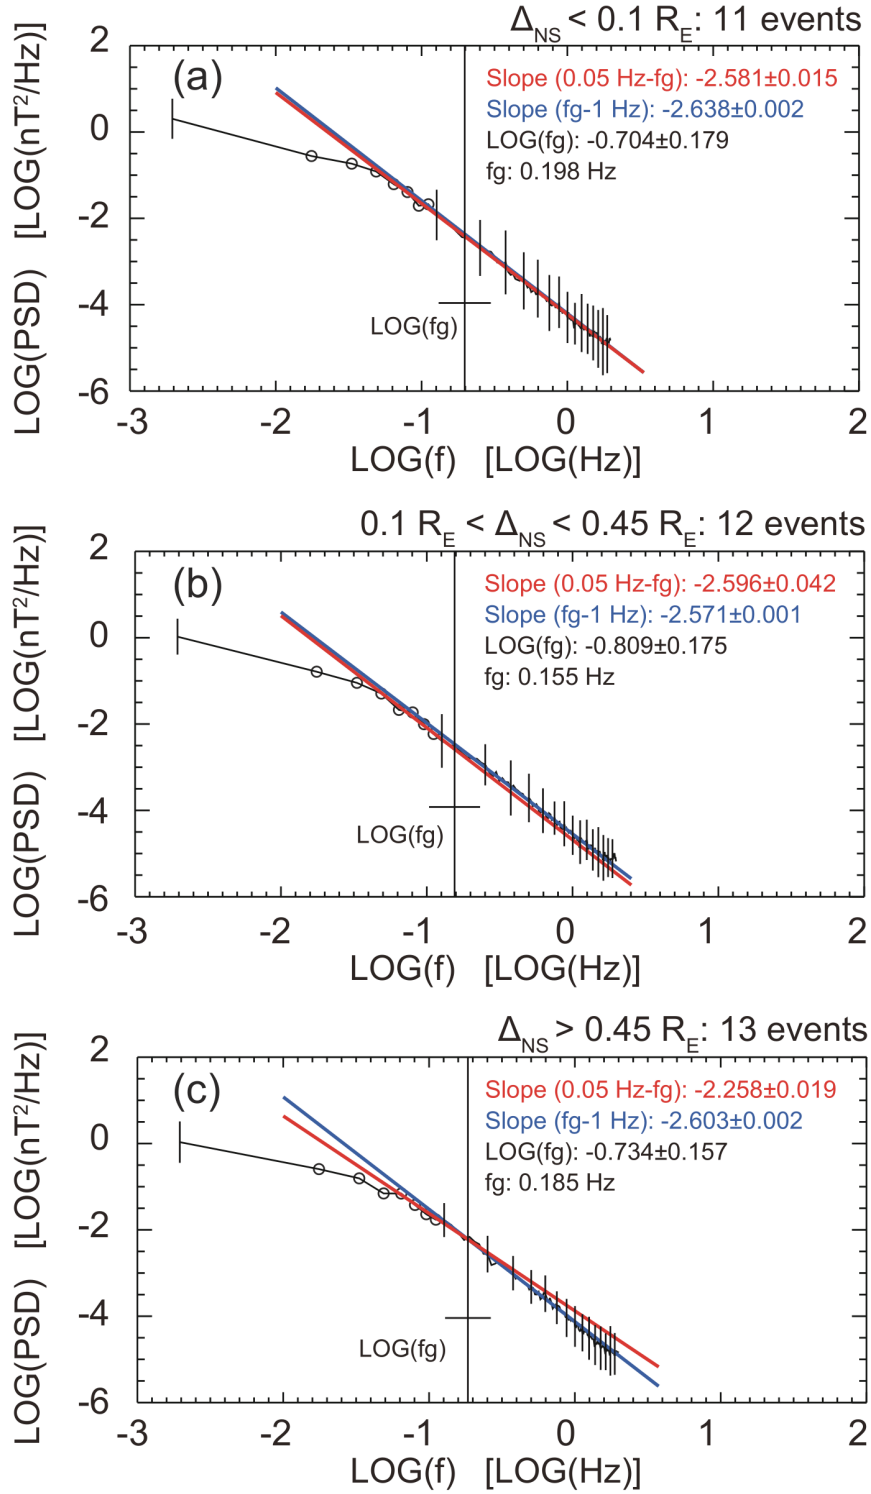 ΔNS < 0.1 RE: 11 events
(a)
Slope (0.05 Hz-fg): -2.581±0.015
Slope (fg-1 Hz): -2.638±0.002
LOG(fg): -0.704±0.179
fg: 0.198 Hz
LOG(PSD) [LOG(nT²/Hz)]
2
0
-2
-4
-6
LOG(fg)
-3 -2 -1 0 1 2
LOG(f) [LOG(Hz)]
0.1 RE < ΔNS < 0.45 RE: 12 events
(b)
Slope (0.05 Hz-fg): -2.596±0.042
Slope (fg-1 Hz): -2.571±0.001
LOG(fg): -0.809±0.175
fg: 0.155 Hz
LOG(PSD) [LOG(nT²/Hz)]
2
0
-2
-4
-6
LOG(fg)
-3 -2 -1 0 1 2
LOG(f) [LOG(Hz)]
ΔNS > 0.45 RE: 13 events
(c)
Slope (0.05 Hz-fg): -2.258±0.019
Slope (fg-1 Hz): -2.603±0.002
LOG(fg): -0.734±0.157
fg: 0.185 Hz
LOG(PSD) [LOG(nT²/Hz)]
2
0
-2
-4
-6
LOG(fg)
-3 -2 -1 0 1 2
LOG(f) [LOG(Hz)]